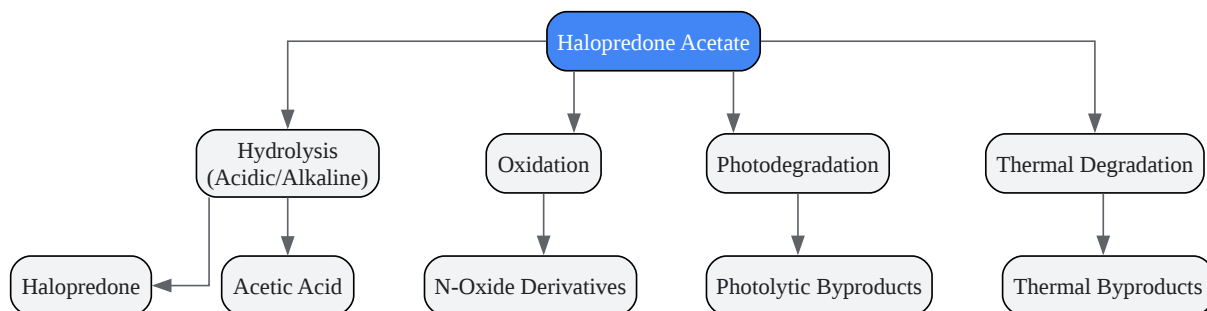 Halopredone Acetate
Hydrolysis
(Acidic/Alkaline)
Oxidation
Photodegradation
Thermal Degradation
Halopredone
Acetic Acid
N-Oxide Derivatives
Photolytic Byproducts
Thermal Byproducts